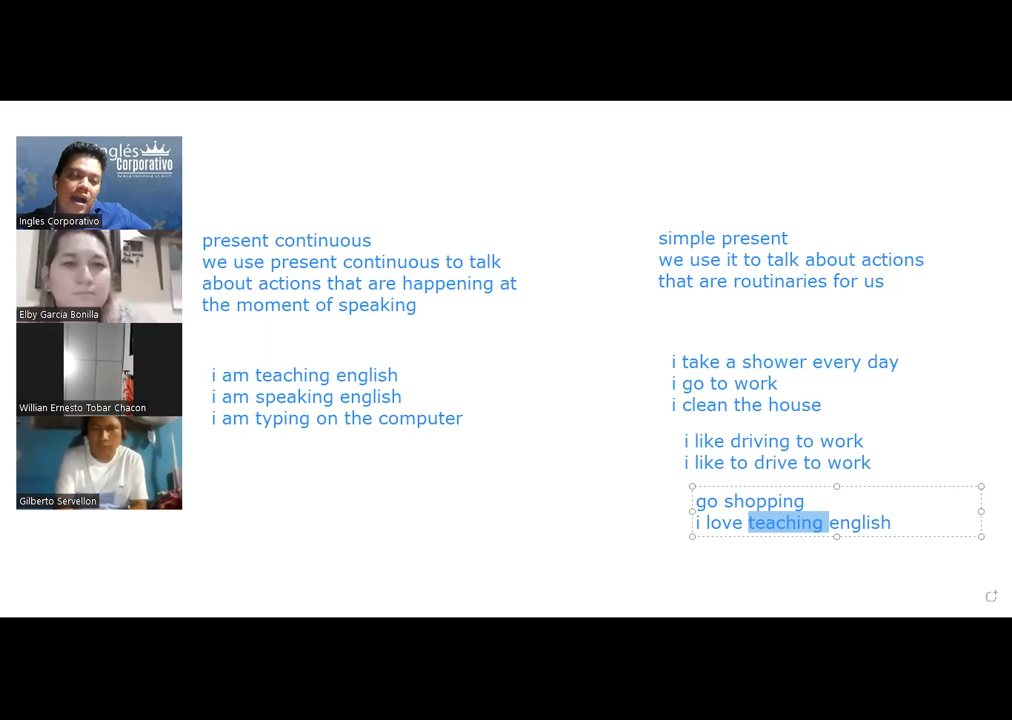 inglés
Corporativo
Ingles Corporativo
Elby Garcia Bonilla
Willian Ernesto Tobar Chacon
Gilberto Servellon
present continuous
we use present continuous to talk
about actions that are happening at
the moment of speaking
i am teaching english
i am speaking english
i am typing on the computer
simple present
we use it to talk about actions
that are routinaries for us
i take a shower every day
i go to work
i clean the house
i like driving to work
i like to drive to work
go shopping
i love teaching english